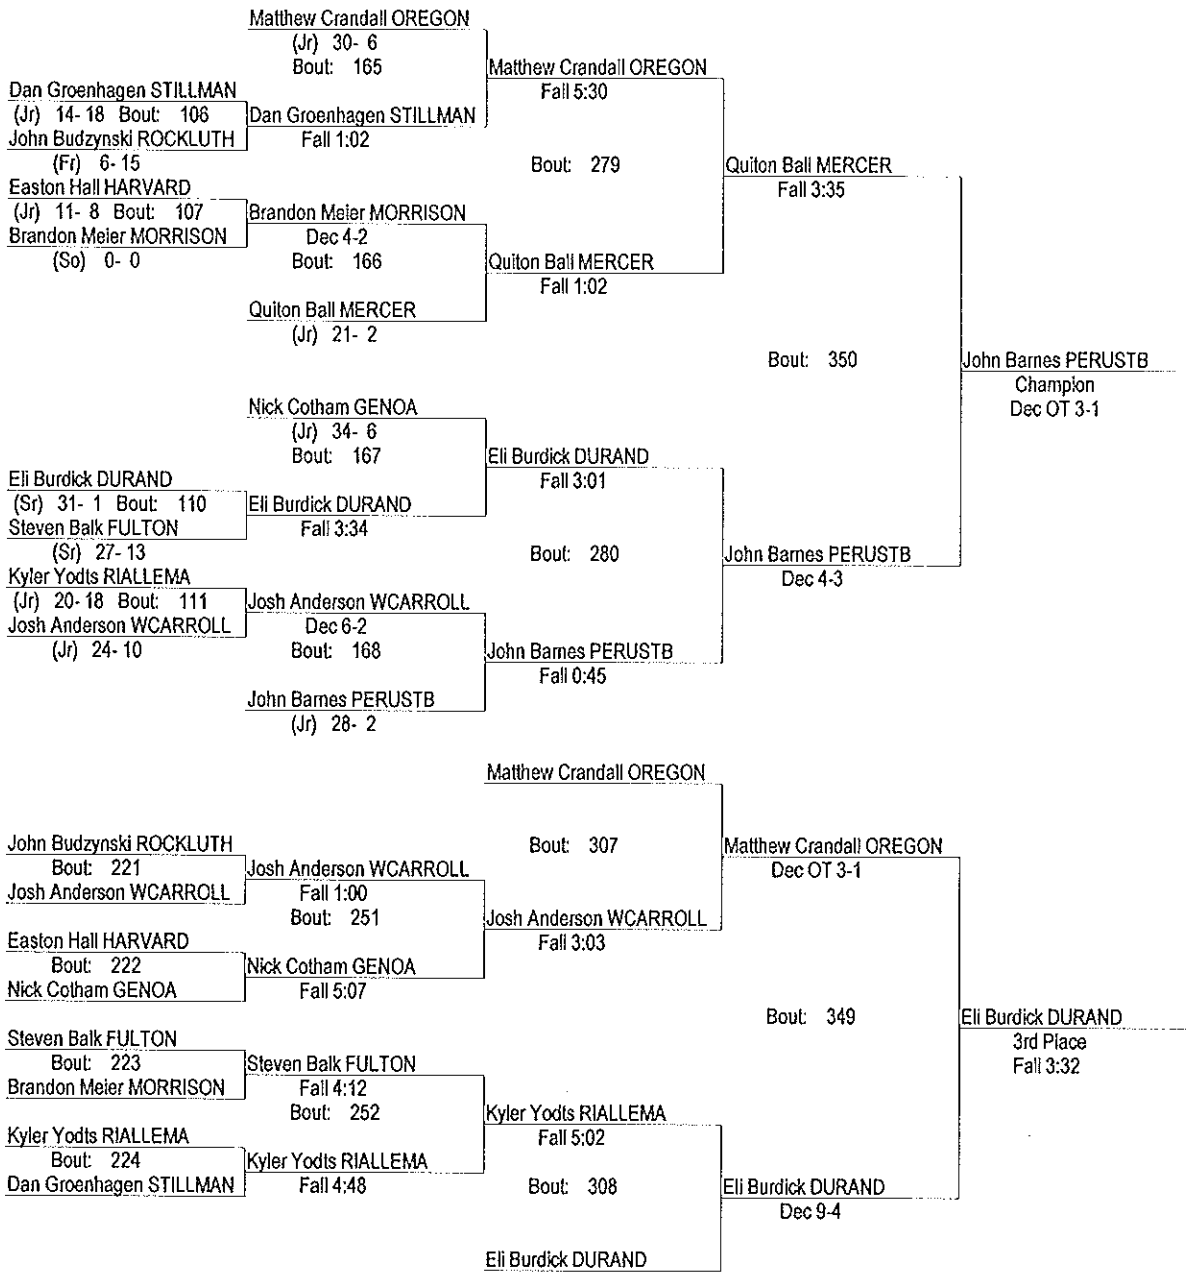 Matthew Crandall OREGON
(Jr) 30- 6
Bout: 165
Matthew Crandall OREGON
Fall 5:30
Dan Groenhagen STILLMAN
(Jr) 14- 18 Bout: 106
Dan Groenhagen STILLMAN
Fall 1:02
John Budzynski ROCKLUTH
(Fr) 6- 15
Bout: 279
Quiton Ball MERCER
Fall 3:35
Easton Hall HARVARD
(Jr) 11- 8 Bout: 107
Brandon Meier MORRISON
Dec 4-2
Bout: 166
Brandon Meier MORRISON
(So) 0- 0
Quiton Ball MERCER
Fall 1:02
Quiton Ball MERCER
(Jr) 21- 2
Bout: 350
John Barnes PERUSTB
Champion
Dec OT 3-1
Nick Cotham GENOA
(Jr) 34- 6
Bout: 167
Eli Burdick DURAND
Fall 3:01
Eli Burdick DURAND
(Sr) 31- 1 Bout: 110
Eli Burdick DURAND
Fall 3:34
Steven Balk FULTON
(Sr) 27- 13
Bout: 280
John Barnes PERUSTB
Dec 4-3
Kyler Yodts RIALLEMA
(Jr) 20- 18 Bout: 111
Josh Anderson WCARROLL
Dec 6-2
Bout: 168
Josh Anderson WCARROLL
(Jr) 24- 10
John Barnes PERUSTB
Fall 0:45
John Barnes PERUSTB
(Jr) 28- 2
Matthew Crandall OREGON
Bout: 307
Matthew Crandall OREGON
Dec OT 3-1
John Budzynski ROCKLUTH
Bout: 221
Josh Anderson WCARROLL
Josh Anderson WCARROLL
Fall 1:00
Bout: 251
Josh Anderson WCARROLL
Fall 3:03
Easton Hall HARVARD
Bout: 222
Nick Cotham GENOA
Nick Cotham GENOA
Fall 5:07
Bout: 349
Eli Burdick DURAND
3rd Place
Fall 3:32
Steven Balk FULTON
Bout: 223
Brandon Meier MORRISON
Steven Balk FULTON
Fall 4:12
Bout: 252
Kyler Yodts RIALLEMA
Fall 5:02
Kyler Yodts RIALLEMA
Bout: 224
Dan Groenhagen STILLMAN
Kyler Yodts RIALLEMA
Fall 4:48
Bout: 308
Eli Burdick DURAND
Dec 9-4
Eli Burdick DURAND